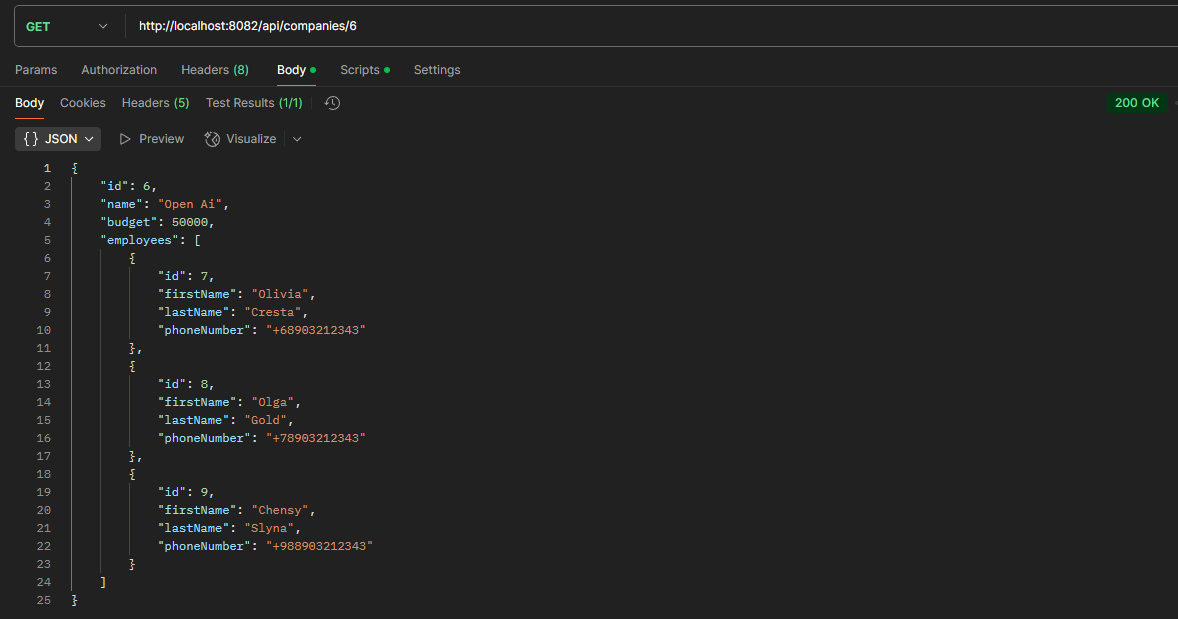 GET http://localhost:8082/api/companies/6
Params Authorization Headers (8) Body Scripts Settings
Body Cookies Headers (5) Test Results (1/1) 200 OK
{} JSON Preview Visualize
1 {
2 "id": 6,
3 "name": "Open Ai",
4 "budget": 50000,
5 "employees": [
6 {
7 "id": 7,
8 "firstName": "Olivia",
9 "lastName": "Cresta",
10 "phoneNumber": "+68903212343"
11 },
12 {
13 "id": 8,
14 "firstName": "Olga",
15 "lastName": "Gold",
16 "phoneNumber": "+78903212343"
17 },
18 {
19 "id": 9,
20 "firstName": "Chensy",
21 "lastName": "Slyna",
22 "phoneNumber": "+988903212343"
23 }
24 ]
25 }